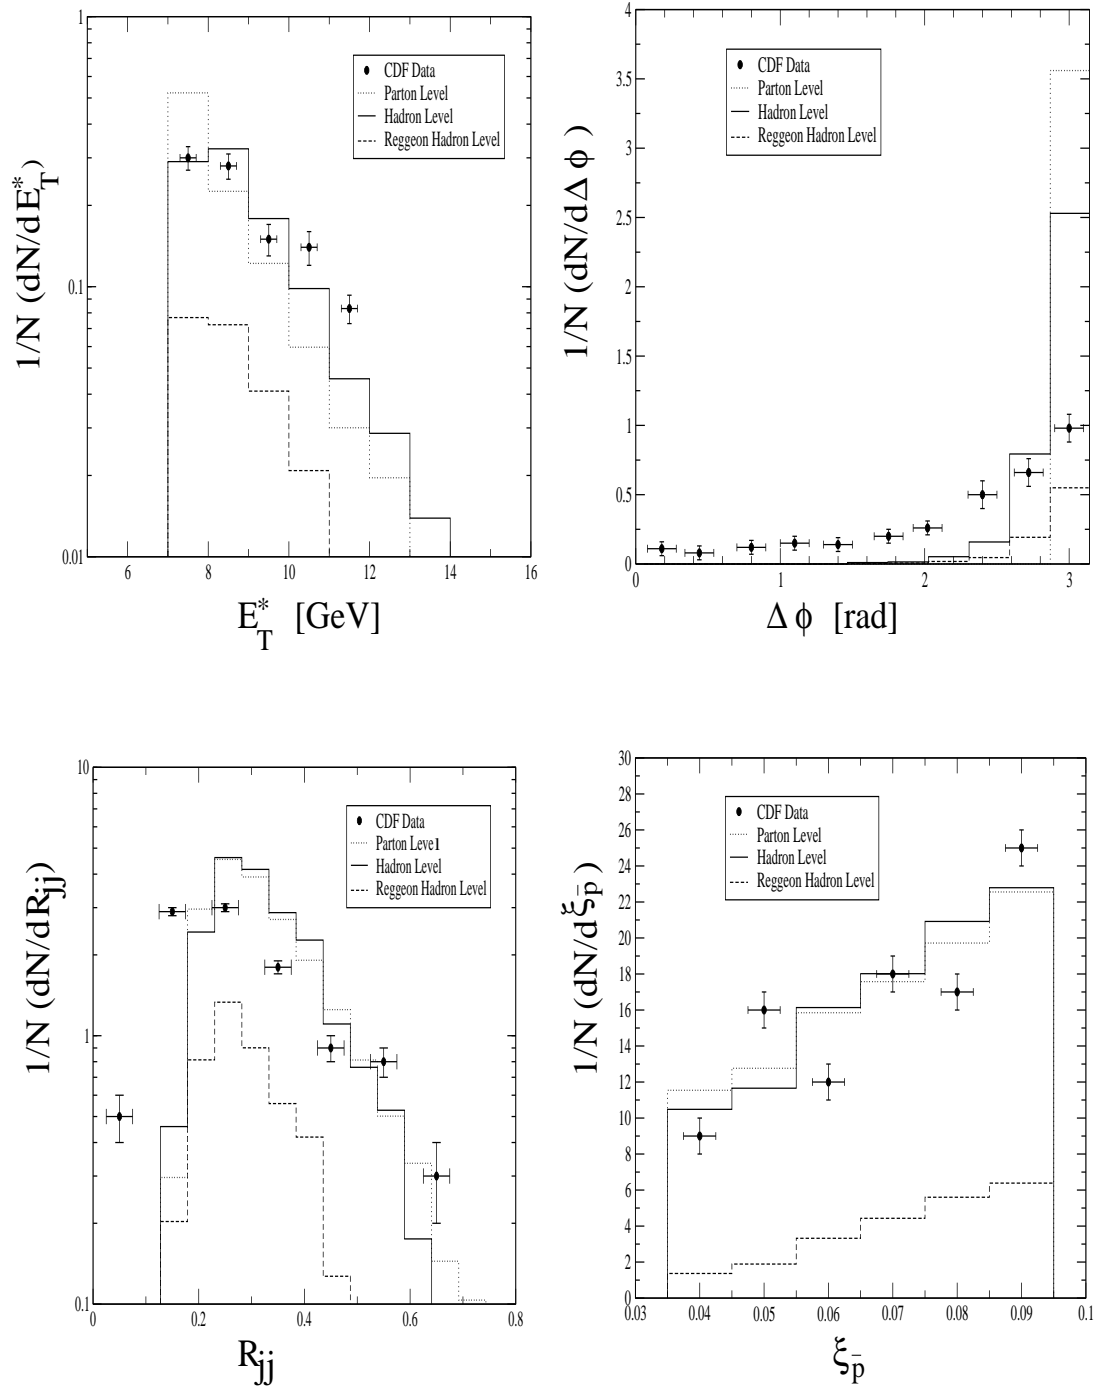 1
0.1
0.01
6 8 10 12 14 16
CDF Data
Parton Level
Hadron Level
Reggeon Hadron Level
1/N (dN/dE*T)
E*T [GeV]
4
3.5
3
2.5
2
1.5
1
0.5
0
0 1 2 3
CDF Data
Parton Level
Hadron Level
Reggeon Hadron Level
1/N (dN/dΔϕ)
Δϕ [rad]
10
1
0.1
0 0.2 0.4 0.6 0.8
CDF Data
Parton Level
Hadron Level
Reggeon Hadron Level
1/N (dN/dRjj)
Rjj
30
28
26
24
22
20
18
16
14
12
10
8
6
4
2
0
0.03 0.04 0.05 0.06 0.07 0.08 0.09 0.1
CDF Data
Parton Level
Hadron Level
Reggeon Hadron Level
1/N (dN/dξp̄)
ξp̄